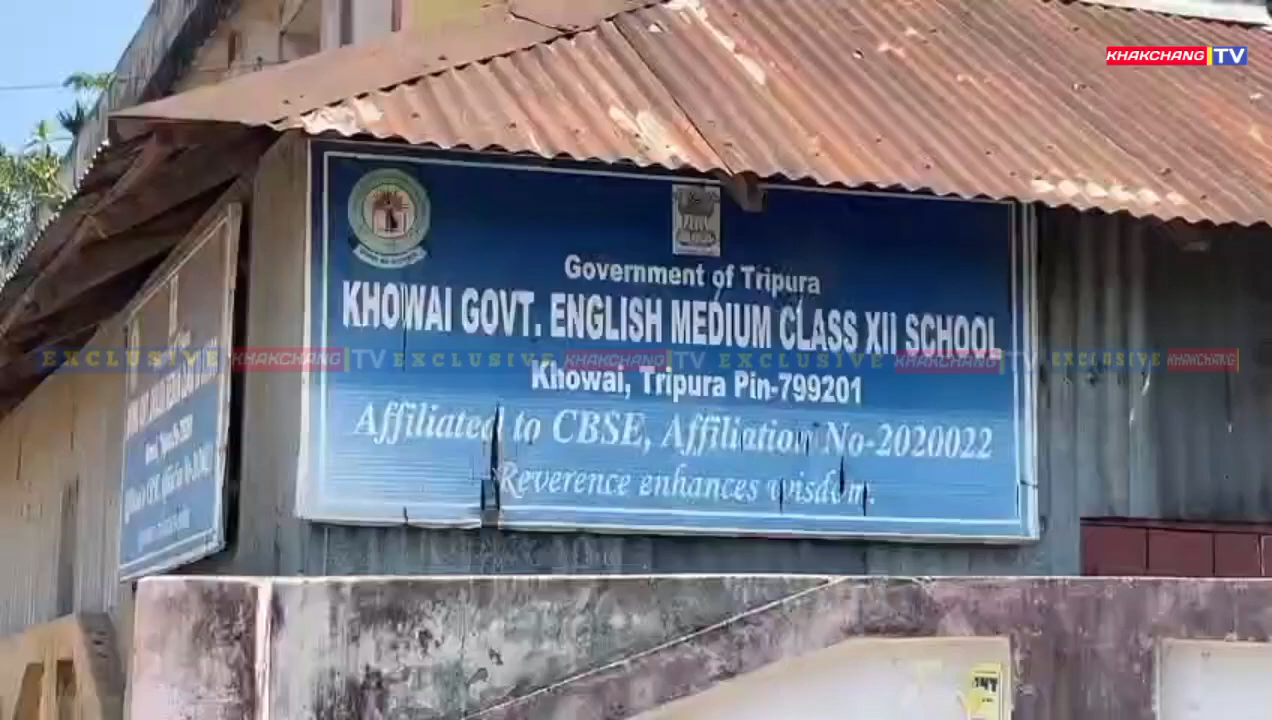 KHAKCHANG TV
Government of Tripura
KHOWAI GOVT. ENGLISH MEDIUM CLASS XII SCHOOL
EXCLUSIVE KHAKCHANG TV EXCLUSIVE KHAKCHANG TV EXCLUSIVE KHAKCHANG TV EXCLUSIVE KHAKCHANG
Khowai, Tripura Pin-799201
Affiliated to CBSE, Affiliation No-2020022
Reverence enhances wisdom.